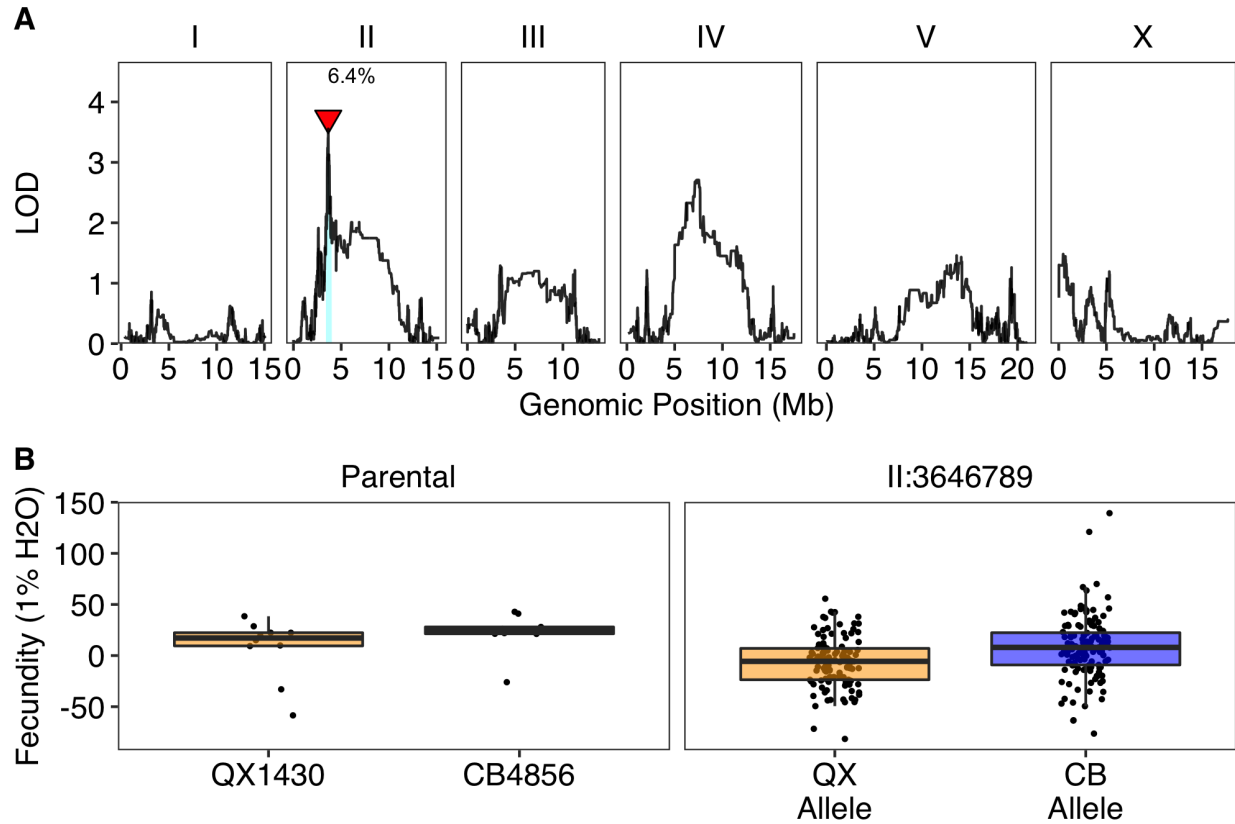 A
I II III IV V X
6.4%
LOD
4
3
2
1
0
0 5 10 15 0 5 10 15 0 5 10 0 5 10 15 0 5 10 15 20 0 5 10 15
Genomic Position (Mb)
B
Parental II:3646789
Fecundity (1% H2O)
150
100
50
0
-50
QX1430 CB4856 QX CB
Allele Allele